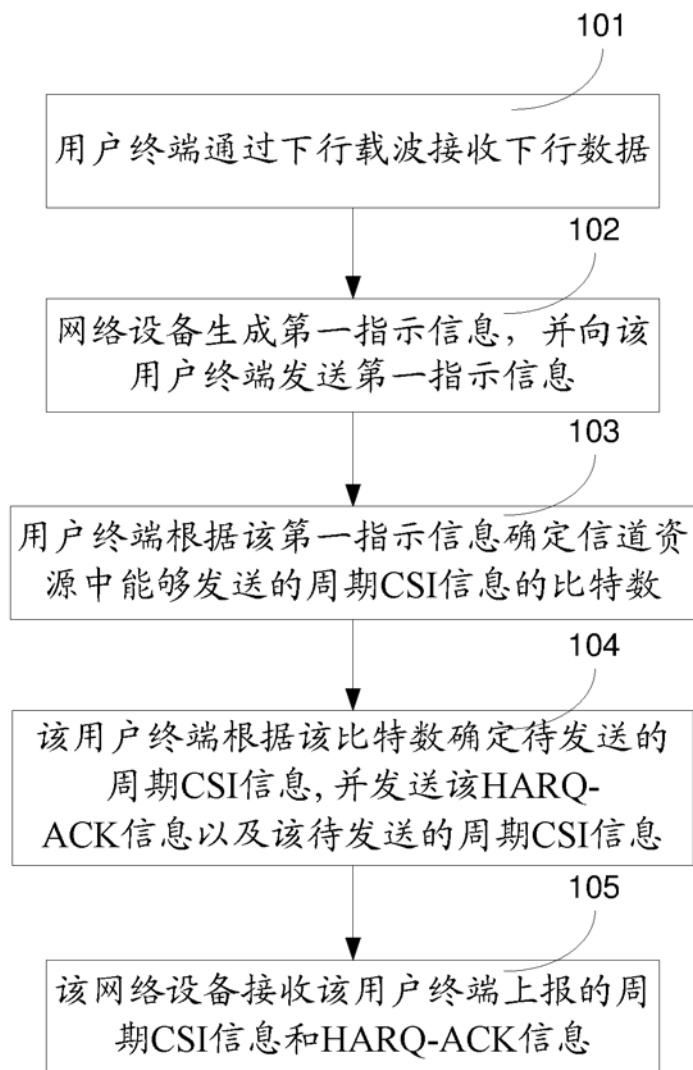 101
用户终端通过下行载波接收下行数据
102
网络设备生成第一指示信息，并向该
用户终端发送第一指示信息
103
用户终端根据该第一指示信息确定信道资
源中能够发送的周期CSI信息的比特数
104
该用户终端根据该比特数确定待发送的
周期CSI信息, 并发送该HARQ-
ACK信息以及该待发送的周期CSI信息
105
该网络设备接收该用户终端上报的周
期CSI信息和HARQ-ACK信息